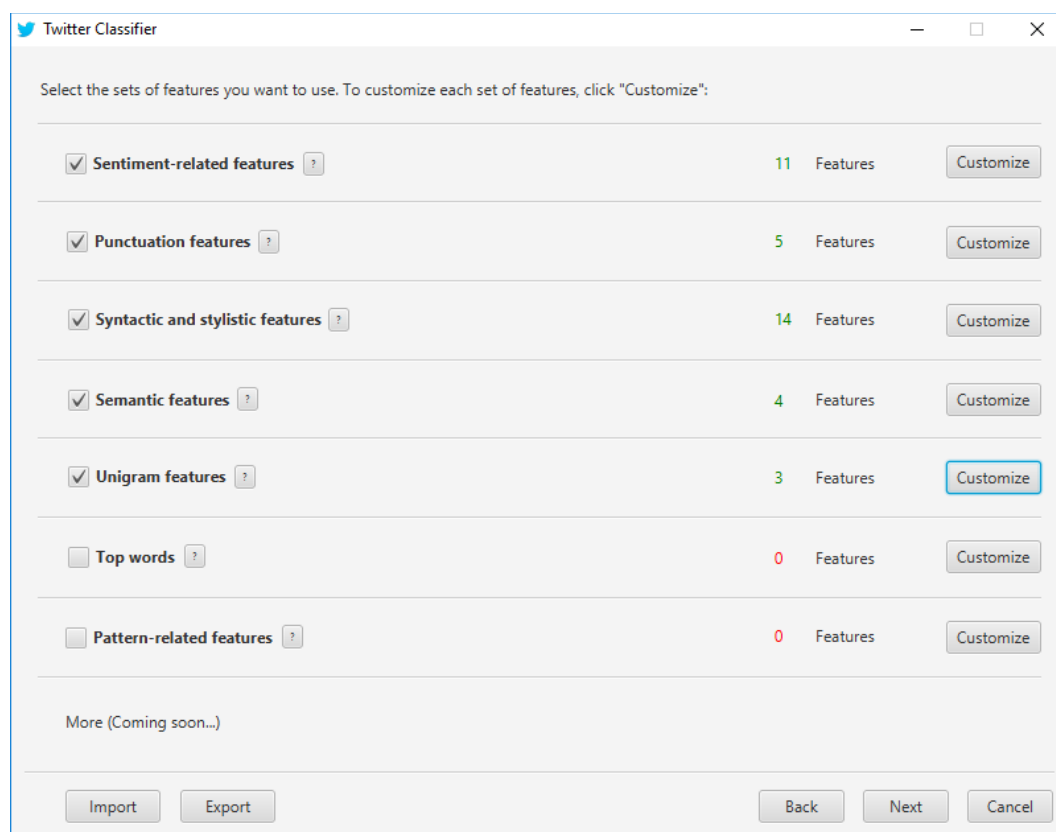 Twitter Classifier
Select the sets of features you want to use. To customize each set of features, click "Customize":
Sentiment-related features ? 11 Features Customize
Punctuation features ? 5 Features Customize
Syntactic and stylistic features ? 14 Features Customize
Semantic features ? 4 Features Customize
Unigram features ? 3 Features Customize
Top words ? 0 Features Customize
Pattern-related features ? 0 Features Customize
More (Coming soon...)
Import Export Back Next Cancel